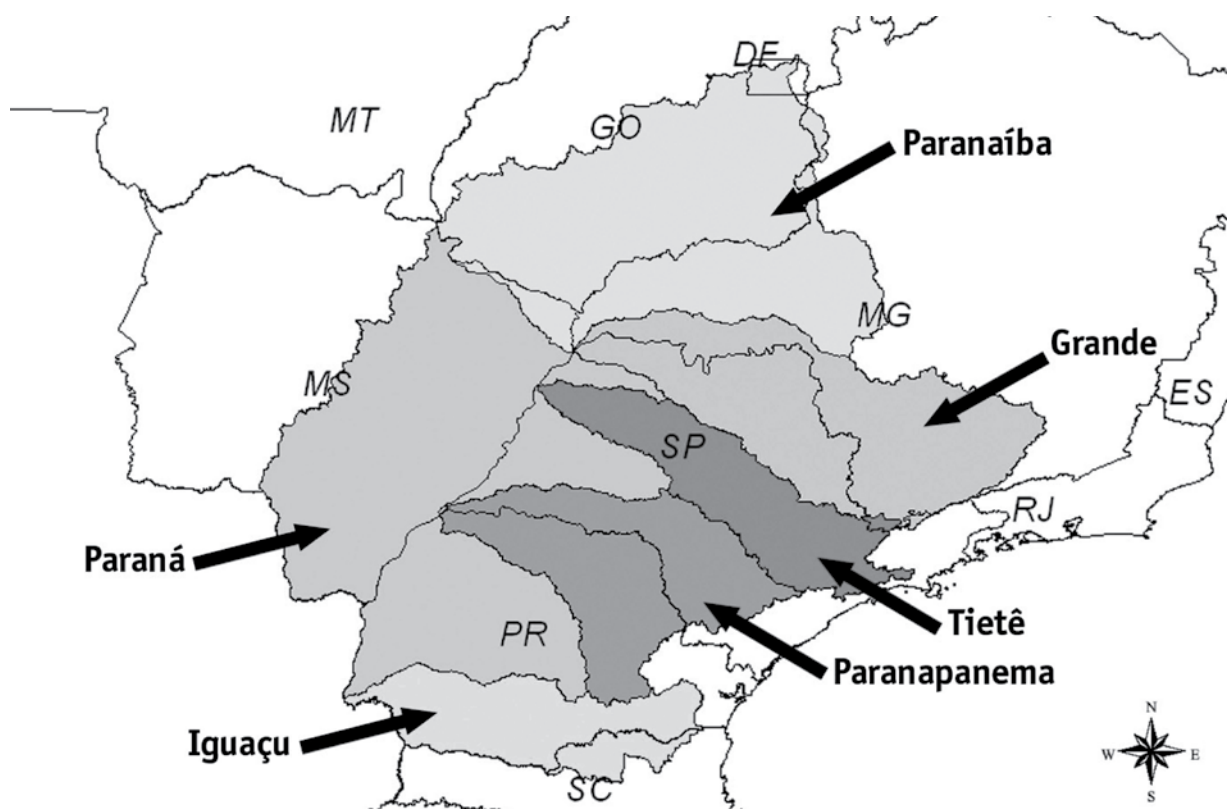 DF
MT
GO
Paranaíba
MG
Grande
MS
ES
SP
RJ
Paraná
PR
Tietê
Paranapanema
Iguaçu
SC
N
W
E
S